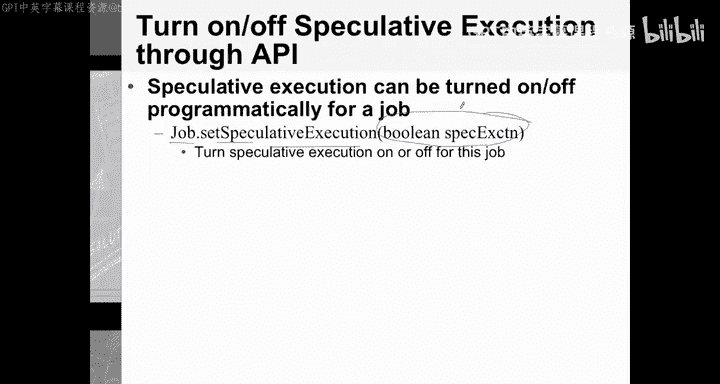 GPT中英字幕课程资源@b
bilibili
Turn on/off Speculative Execution
through API
• Speculative execution can be turned on/off
programmatically for a job
– Job.setSpeculativeExecution(boolean specExctn)
• Turn speculative execution on or off for this job